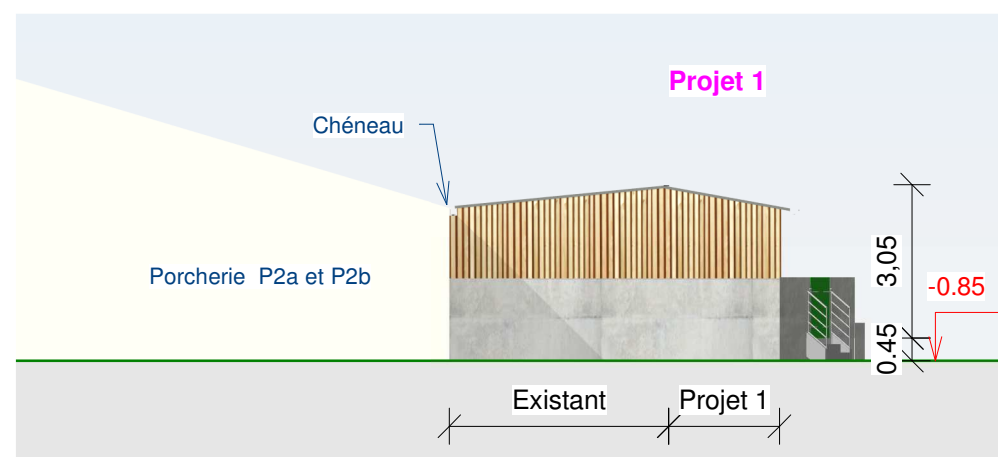 Projet 1
Chéneau
Porcherie P2a et P2b
3,05
-0.85
0.45
Existant
Projet 1